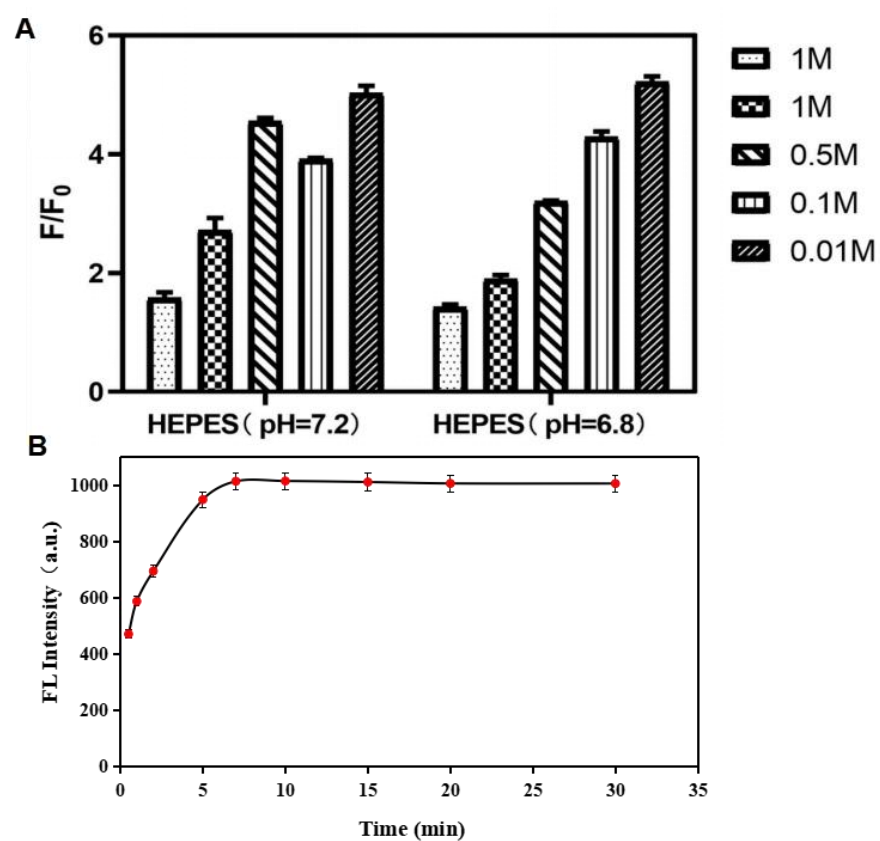 A
6
4
2
0
F/F0
HEPES( pH=7.2)
HEPES( pH=6.8)
1M
1M
0.5M
0.1M
0.01M
B
1000
800
600
400
200
0
FL Intensity (a.u.)
0 5 10 15 20 25 30 35
Time (min)